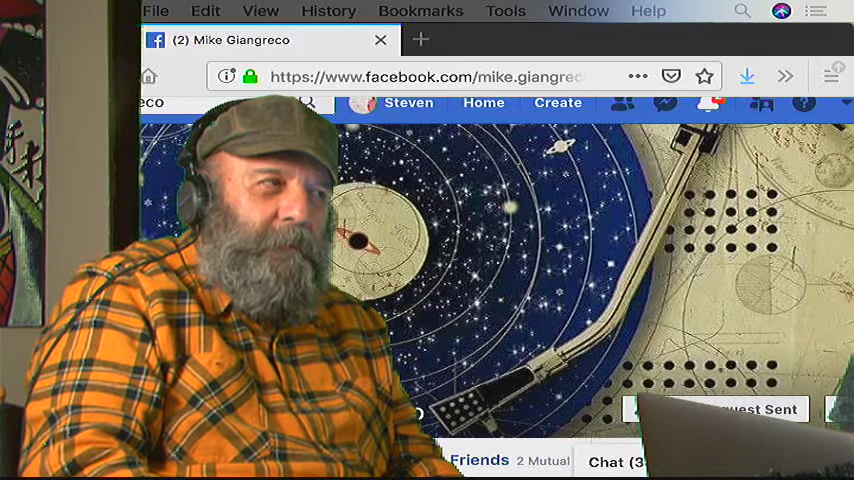 File Edit View History Bookmarks Tools Window Help
(2) Mike Giangreco
https://www.facebook.com/mike.giangrec
eco Steven Home Create
uest Sent
Friends 2 Mutual
Chat (3